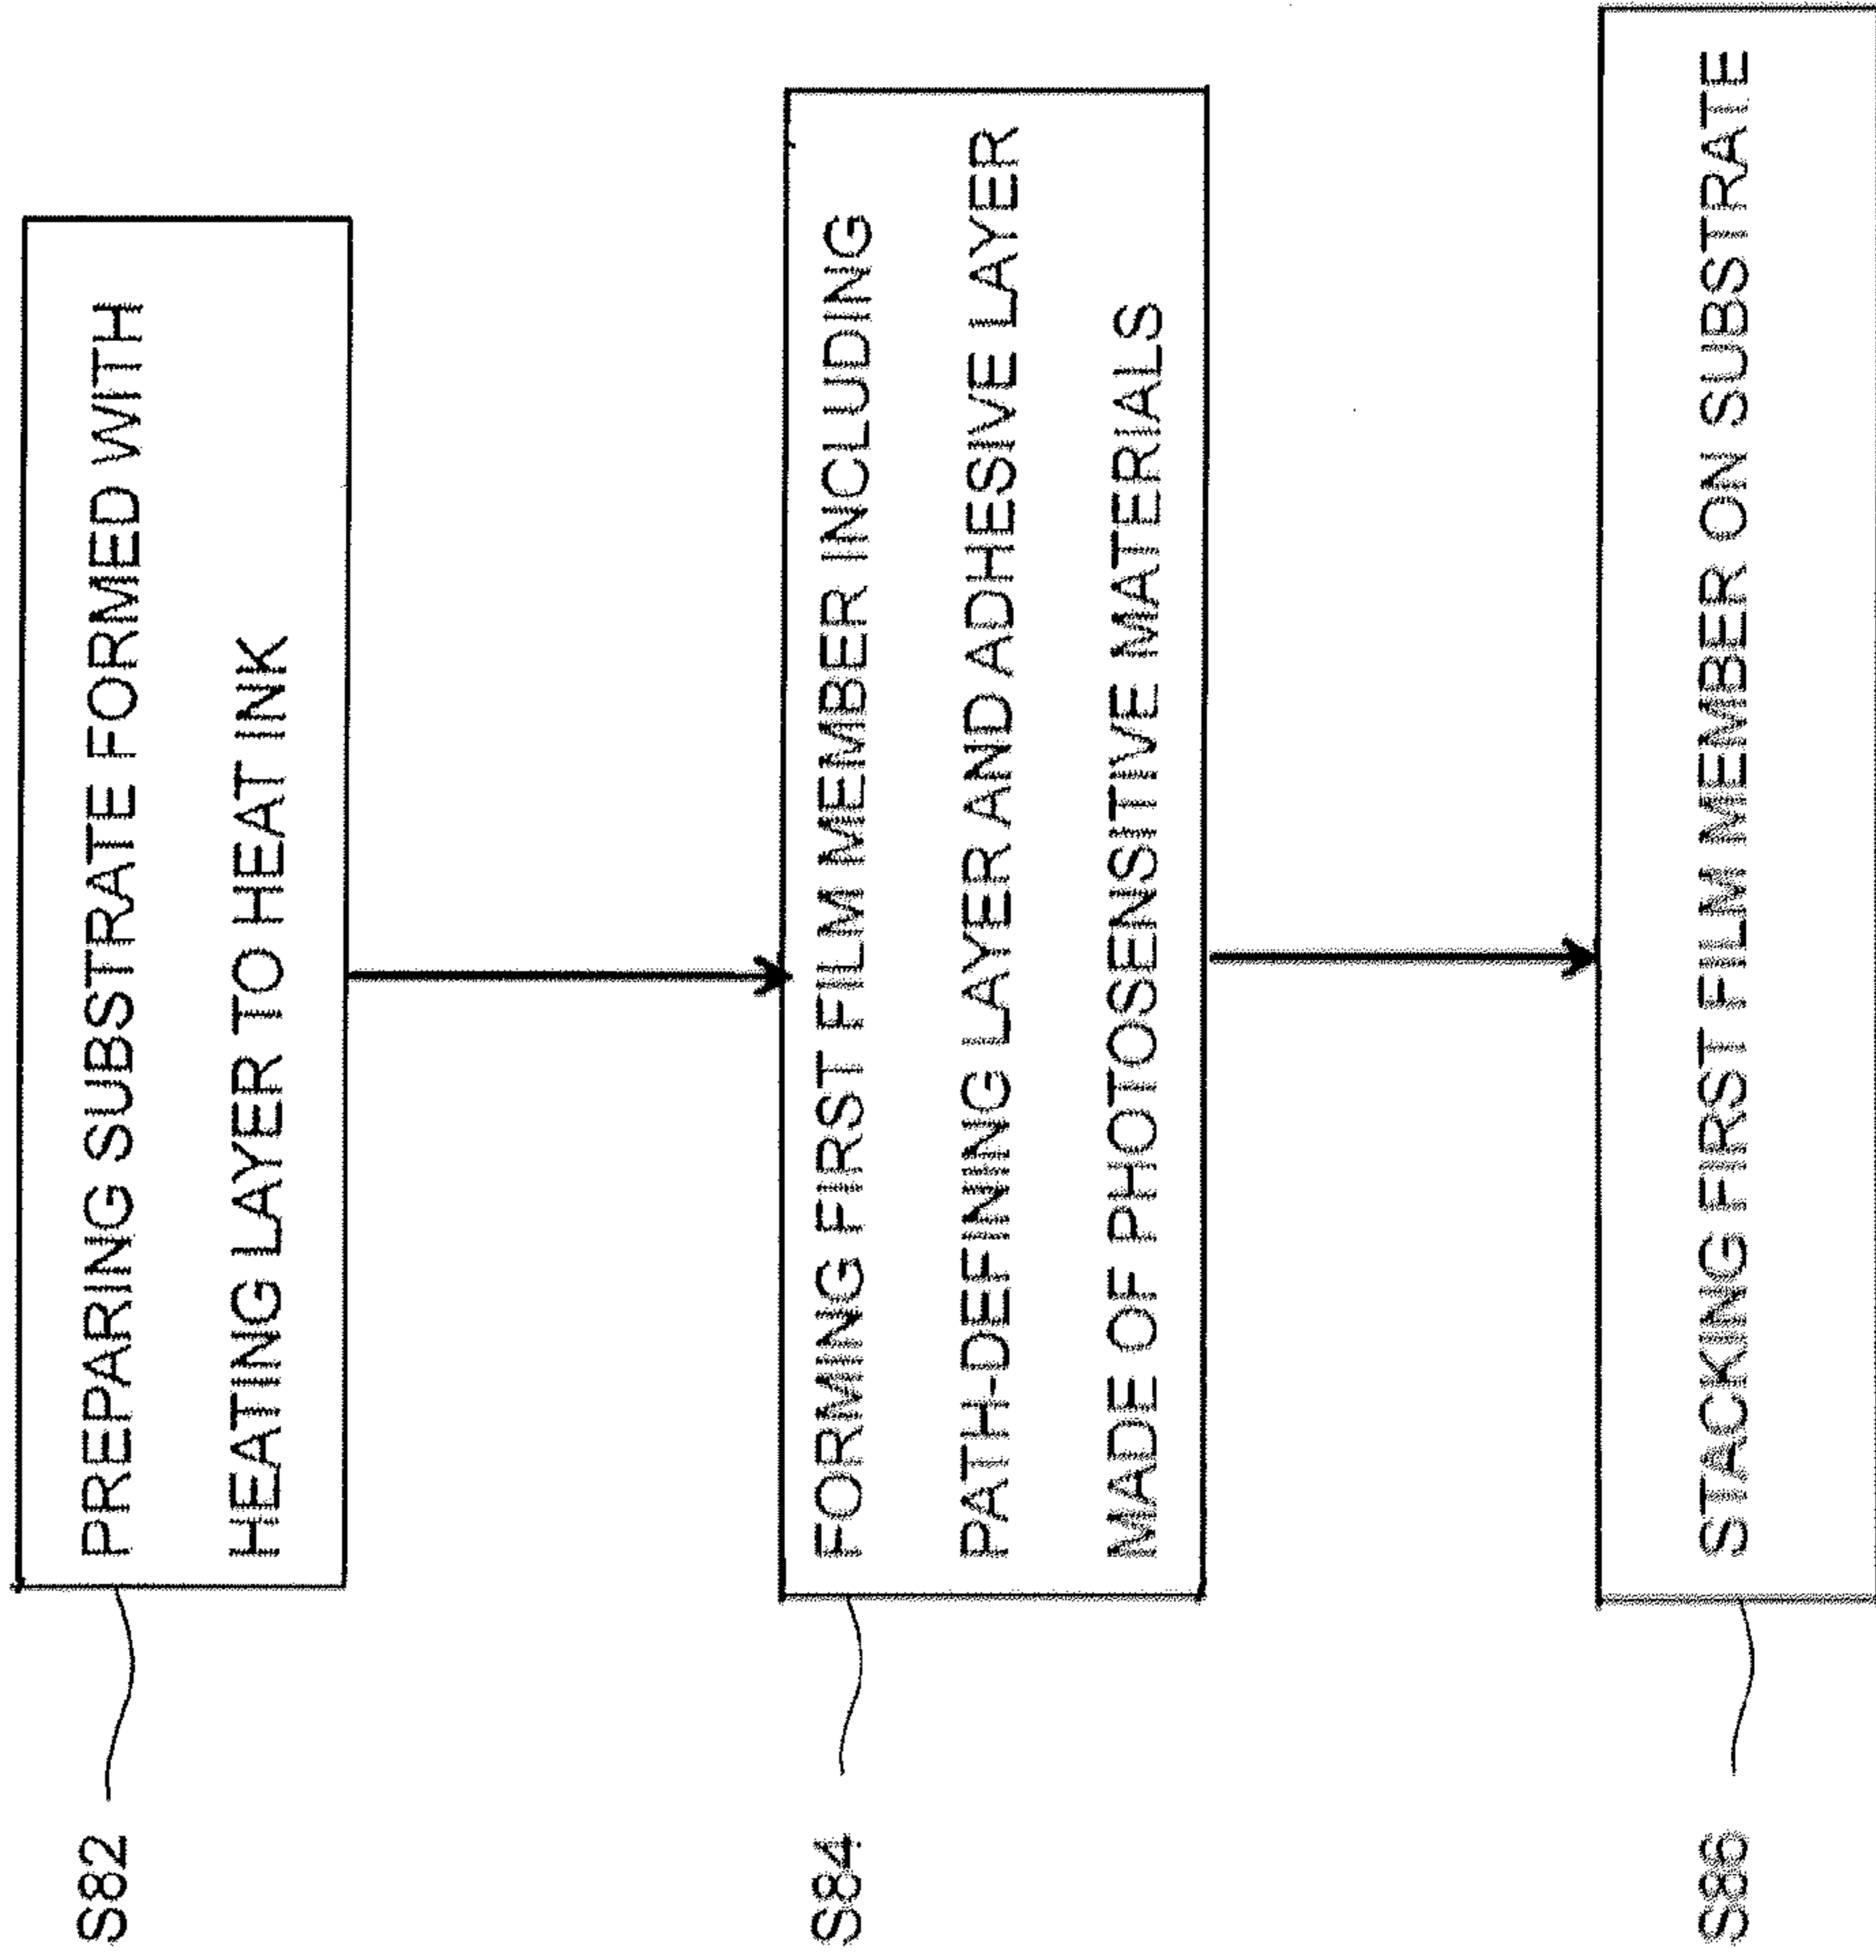 S82
PREPARING SUBSTRATE FORMED WITH
HEATING LAYER TO HEAT INK
S84
FORMING FIRST FILM MEMBER INCLUDING
PATH-DEFINING LAYER AND ADHESIVE LAYER
MADE OF PHOTOSENSITIVE MATERIALS
S86
STACKING FIRST FILM MEMBER ON SUBSTRATE